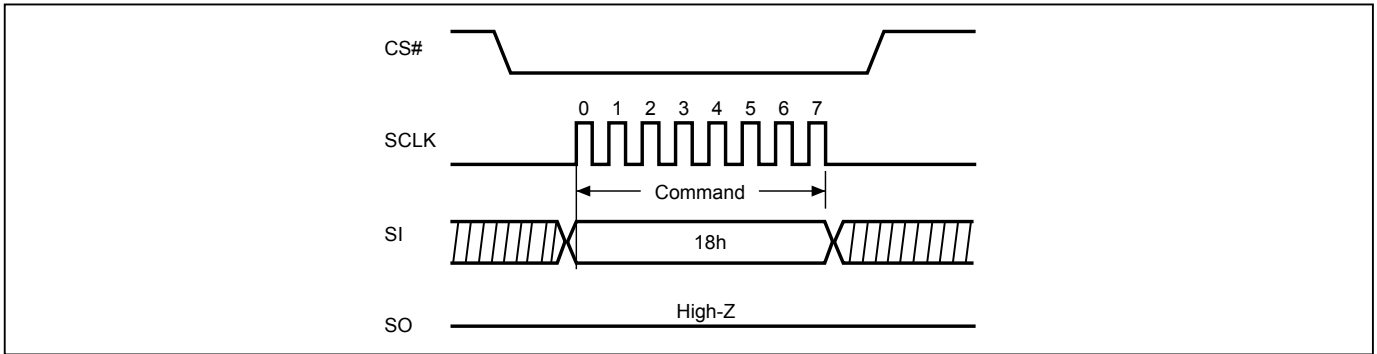 CS#
0 1 2 3 4 5 6 7
SCLK
Command
SI
18h
High-Z
SO